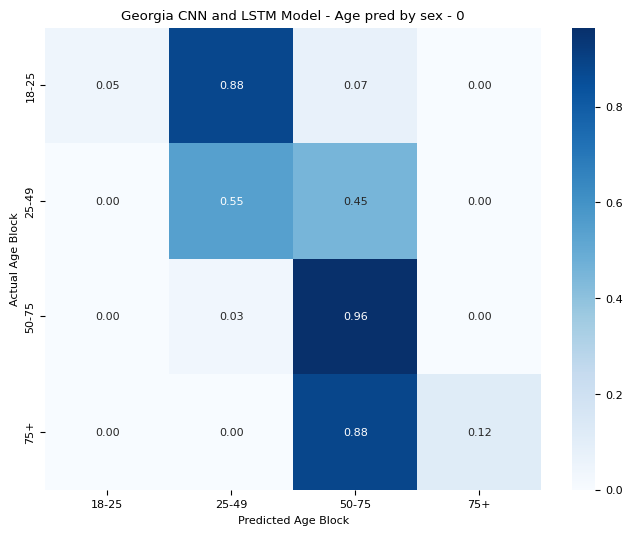 Georgia CNN and LSTM Model - Age pred by sex - 0
Actual Age Block
18-25
0.05 0.88 0.07 0.00
25-49
0.00 0.55 0.45 0.00
50-75
0.00 0.03 0.96 0.00
75+
0.00 0.00 0.88 0.12
18-25 25-49 50-75 75+
Predicted Age Block
0.8
0.6
0.4
0.2
0.0